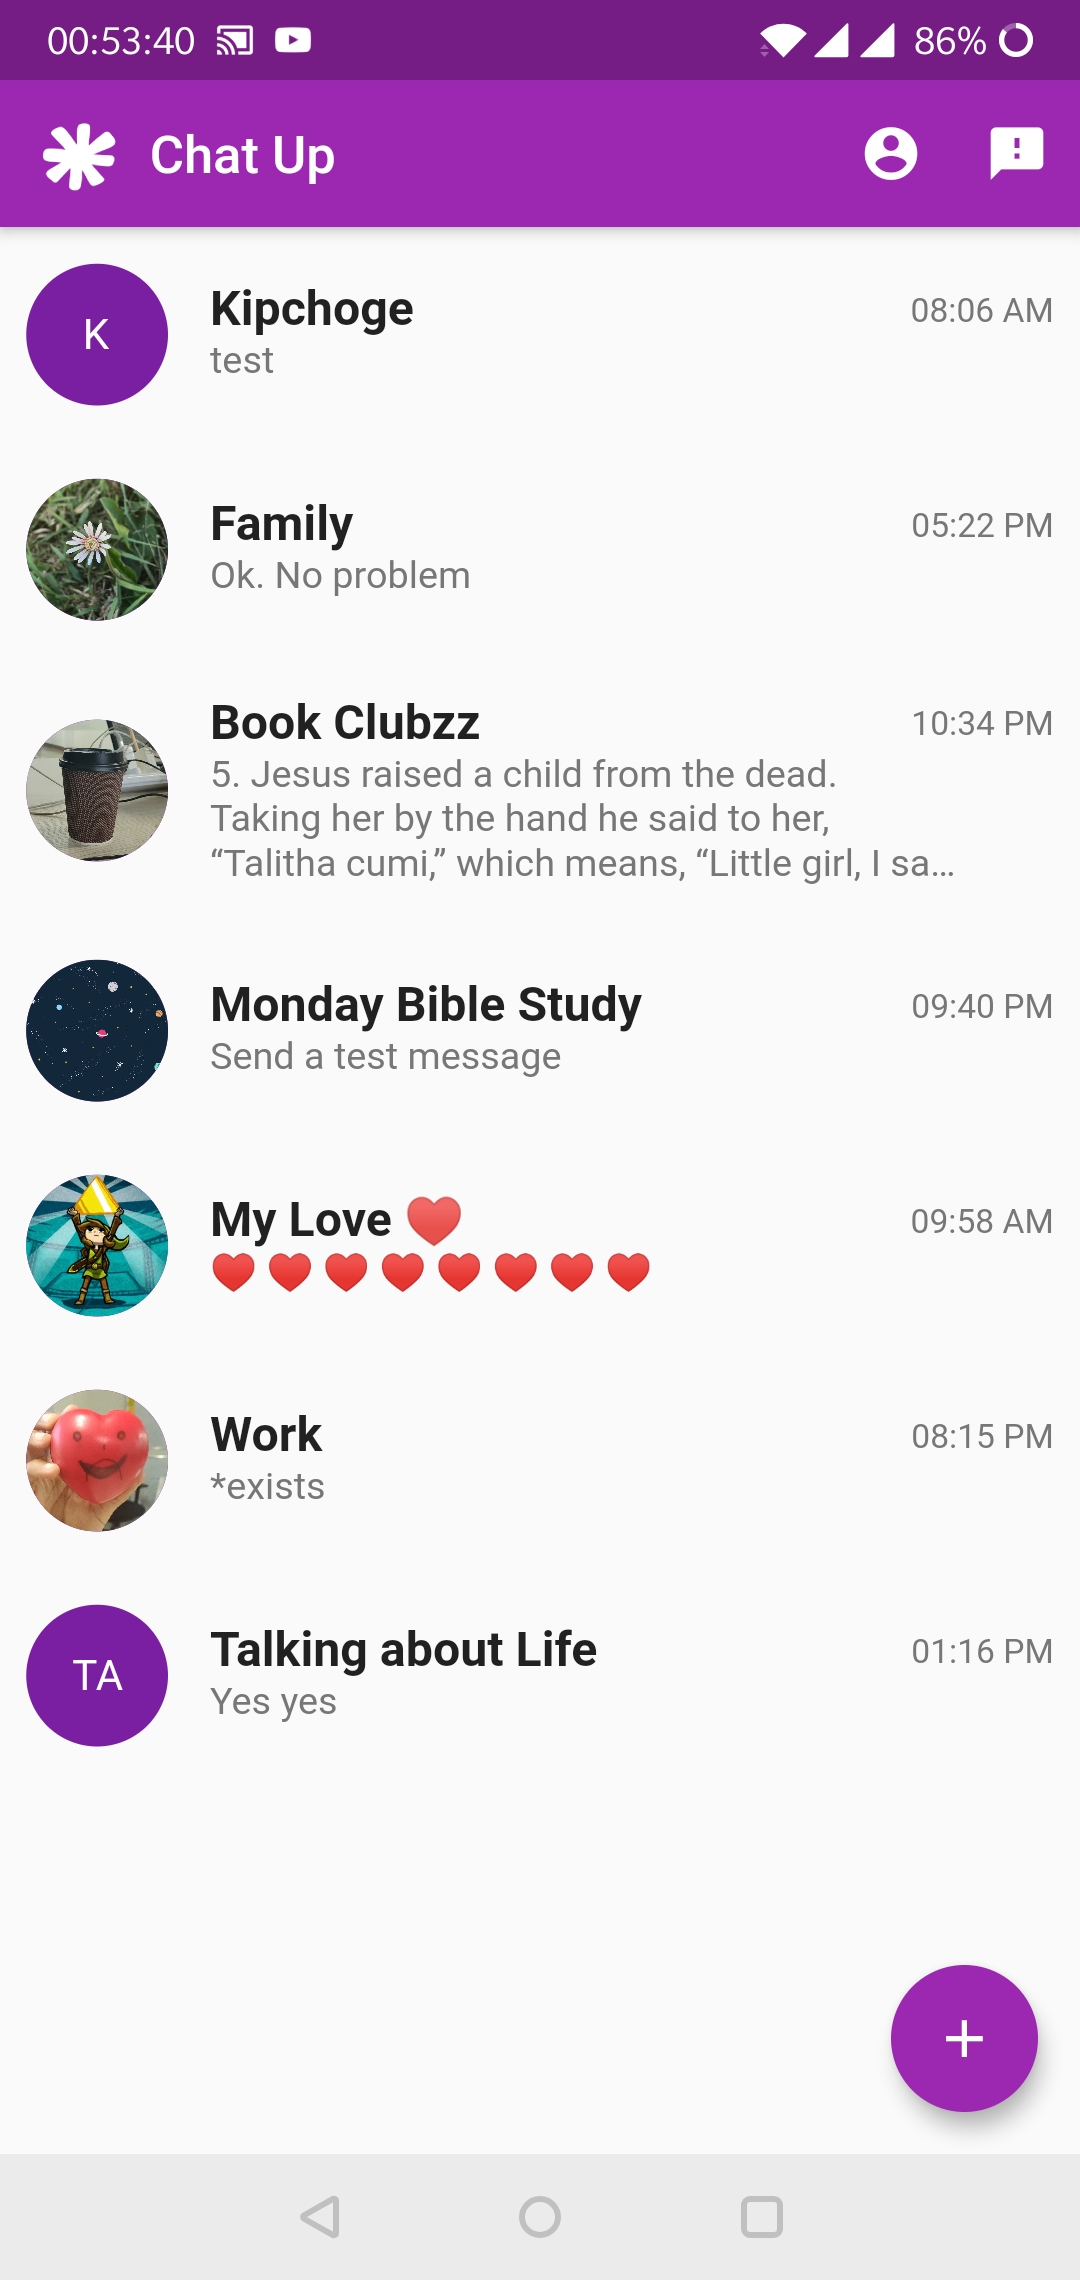 00:53:40 86%
Chat Up
K
Kipchoge 08:06 AM
test
Family 05:22 PM
Ok. No problem
Book Clubzz 10:34 PM
5. Jesus raised a child from the dead.
Taking her by the hand he said to her,
“Talitha cumi,” which means, “Little girl, I sa…
Monday Bible Study 09:40 PM
Send a test message
My Love ❤️ 09:58 AM
❤️❤️❤️❤️❤️❤️❤️❤️
Work 08:15 PM
*exists
TA
Talking about Life 01:16 PM
Yes yes